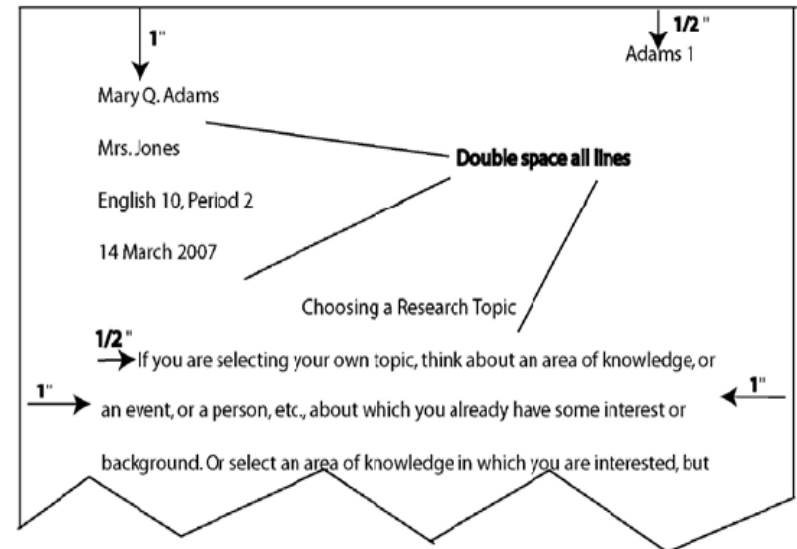 1"
1/2 "
Adams 1
Mary Q. Adams
Mrs. Jones
Double space all lines
English 10, Period 2
14 March 2007
Choosing a Research Topic
1/2 "
If you are selecting your own topic, think about an area of knowledge, or
1"
1"
an event, or a person, etc., about which you already have some interest or
background. Or select an area of knowledge in which you are interested, but